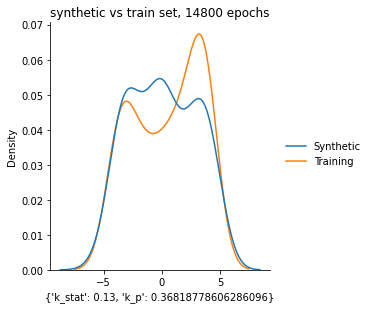 synthetic vs train set, 14800 epochs
0.07
0.06
0.05
0.04
0.03
0.02
0.01
0.00
Density
−5
0
5
{'k_stat': 0.13, 'k_p': 0.36818778606286096}
Synthetic
Training